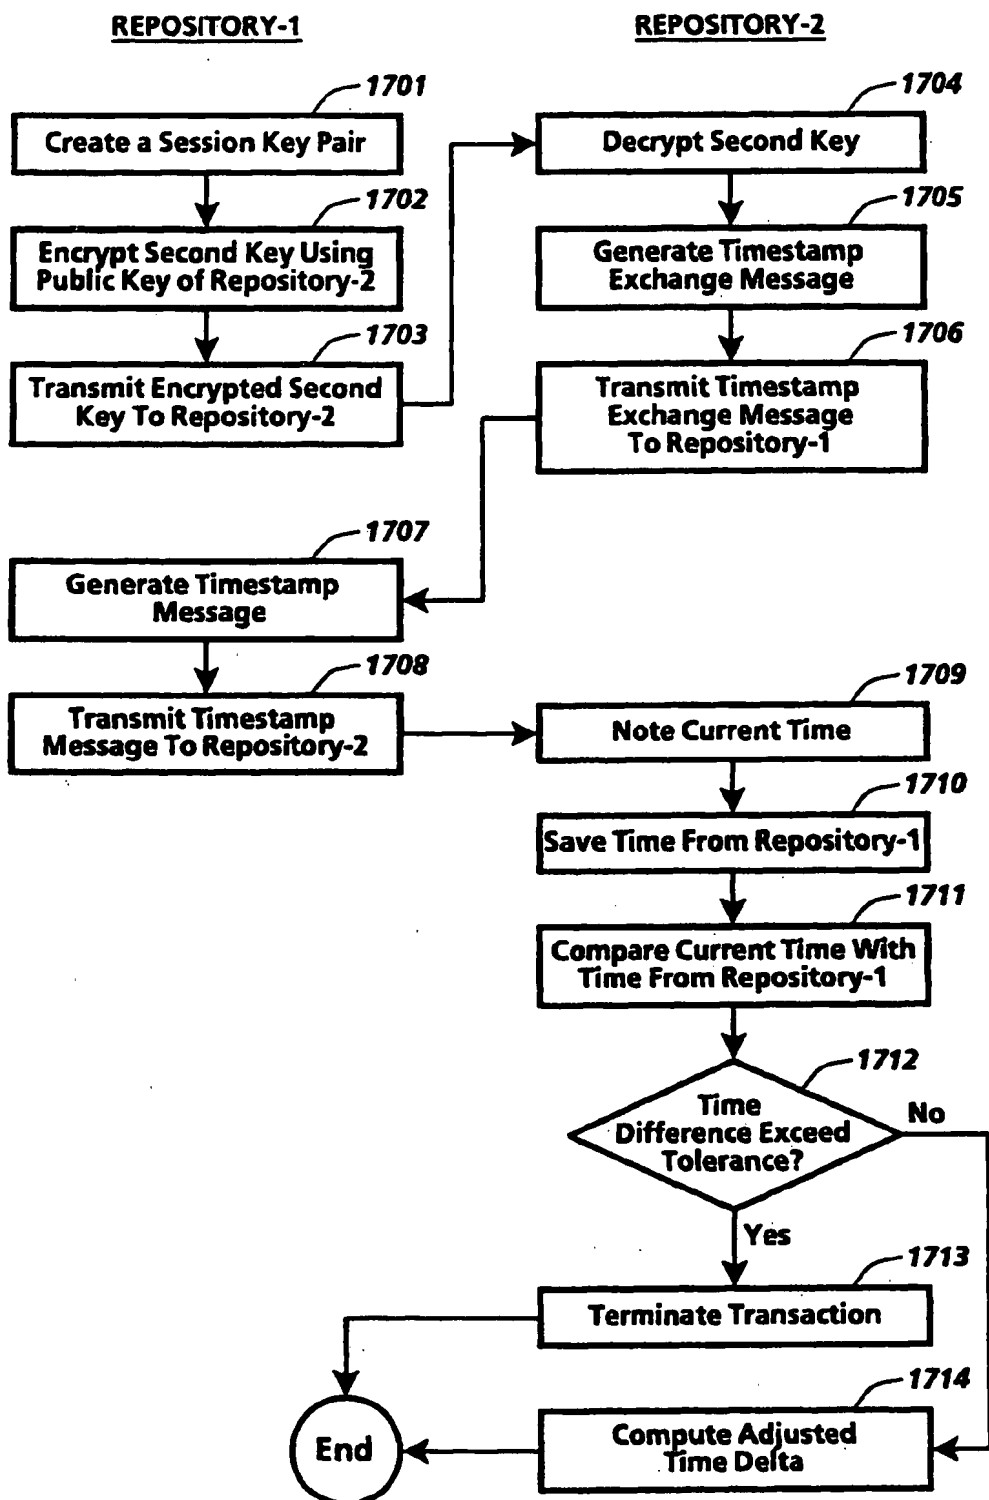 REPOSITORY-1
REPOSITORY-2
1701
Create a Session Key Pair
1702
Encrypt Second Key Using
Public Key of Repository-2
1703
Transmit Encrypted Second
Key To Repository-2
1704
Decrypt Second Key
1705
Generate Timestamp
Exchange Message
1706
Transmit Timestamp
Exchange Message
To Repository-1
1707
Generate Timestamp
Message
1708
Transmit Timestamp
Message To Repository-2
1709
Note Current Time
1710
Save Time From Repository-1
1711
Compare Current Time With
Time From Repository-1
1712
Time
Difference Exceed
Tolerance?
No
Yes
1713
Terminate Transaction
1714
Compute Adjusted
Time Delta
End